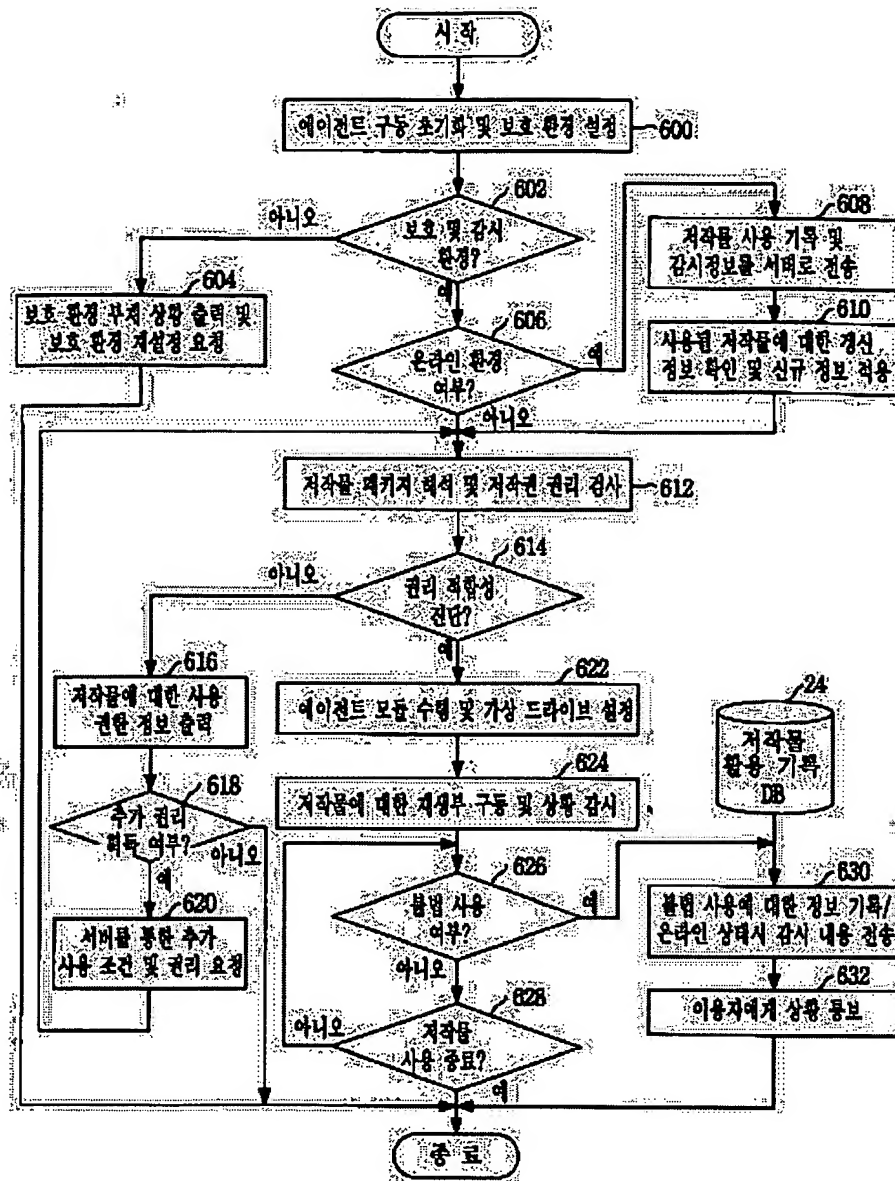 시 작
에이전트 구동 초기화 및 보호 환경 설정
600
602
보호 및 감시
환경?
아니오
예
604
보호 환경 부재 상황 출력 및
보호 환경 재설정 요청
606
온라인 환경
여부?
예
아니오
608
저작물 사용 기록 및
감시정보를 서버로 전송
610
사용된 저작물에 대한 갱신
정보 확인 및 신규 정보 적용
저작물 패키지 해석 및 저작권 권리 검사
612
614
권리 적합성
진단?
아니오
예
616
저작물에 대한 사용
권한 정보 출력
618
추가 권리
획득 여부?
아니오
예
620
서버를 통한 추가
사용 조건 및 권리 요청
622
에이전트 모듈 수행 및 가상 드라이브 설정
624
저작물에 대한 재생부 구동 및 상황 감시
24
저작물
활용 기록
DB
626
불법 사용
여부?
예
아니오
628
저작물
사용 종료?
아니오
예
630
불법 사용에 대한 정보 기록/
온라인 상태시 감시 내용 전송
632
이용자에게 상황 통보
종 료